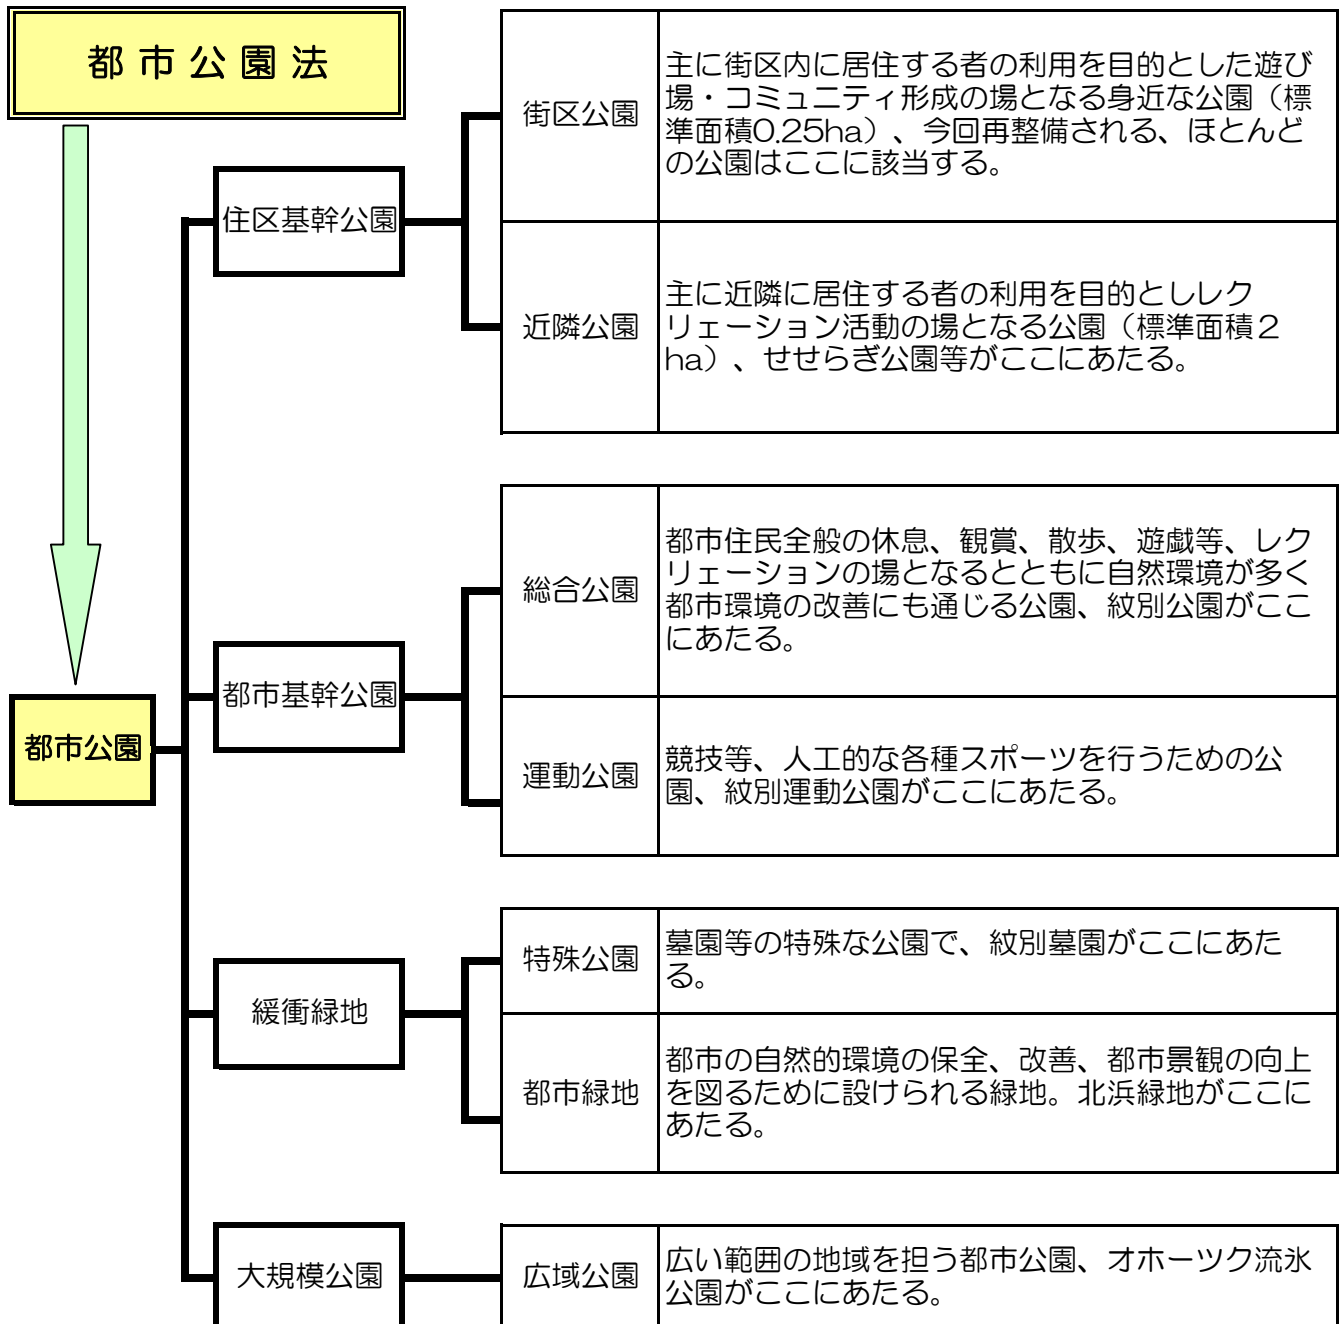 都市公園法
街区公園
主に街区内に居住する者の利用を目的とした遊び
場・コミュニティ形成の場となる身近な公園（標
準面積0.25ha）、今回再整備される、ほとんど
の公園はここに該当する。
住区基幹公園
近隣公園
主に近隣に居住する者の利用を目的としレク
リェーション活動の場となる公園（標準面積２
ha）、せせらぎ公園等がここにあたる。
総合公園
都市住民全般の休息、観賞、散歩、遊戯等、レク
リェーションの場となるとともに自然環境が多く
都市環境の改善にも通じる公園、紋別公園がここ
にあたる。
都市基幹公園
都市公園
運動公園
競技等、人工的な各種スポーツを行うための公
園、紋別運動公園がここにあたる。
特殊公園
墓園等の特殊な公園で、紋別墓園がここにあた
る。
緩衝緑地
都市緑地
都市の自然的環境の保全、改善、都市景観の向上
を図るために設けられる緑地。北浜緑地がここに
あたる。
大規模公園
広域公園
広い範囲の地域を担う都市公園、オホーツク流氷
公園がここにあたる。